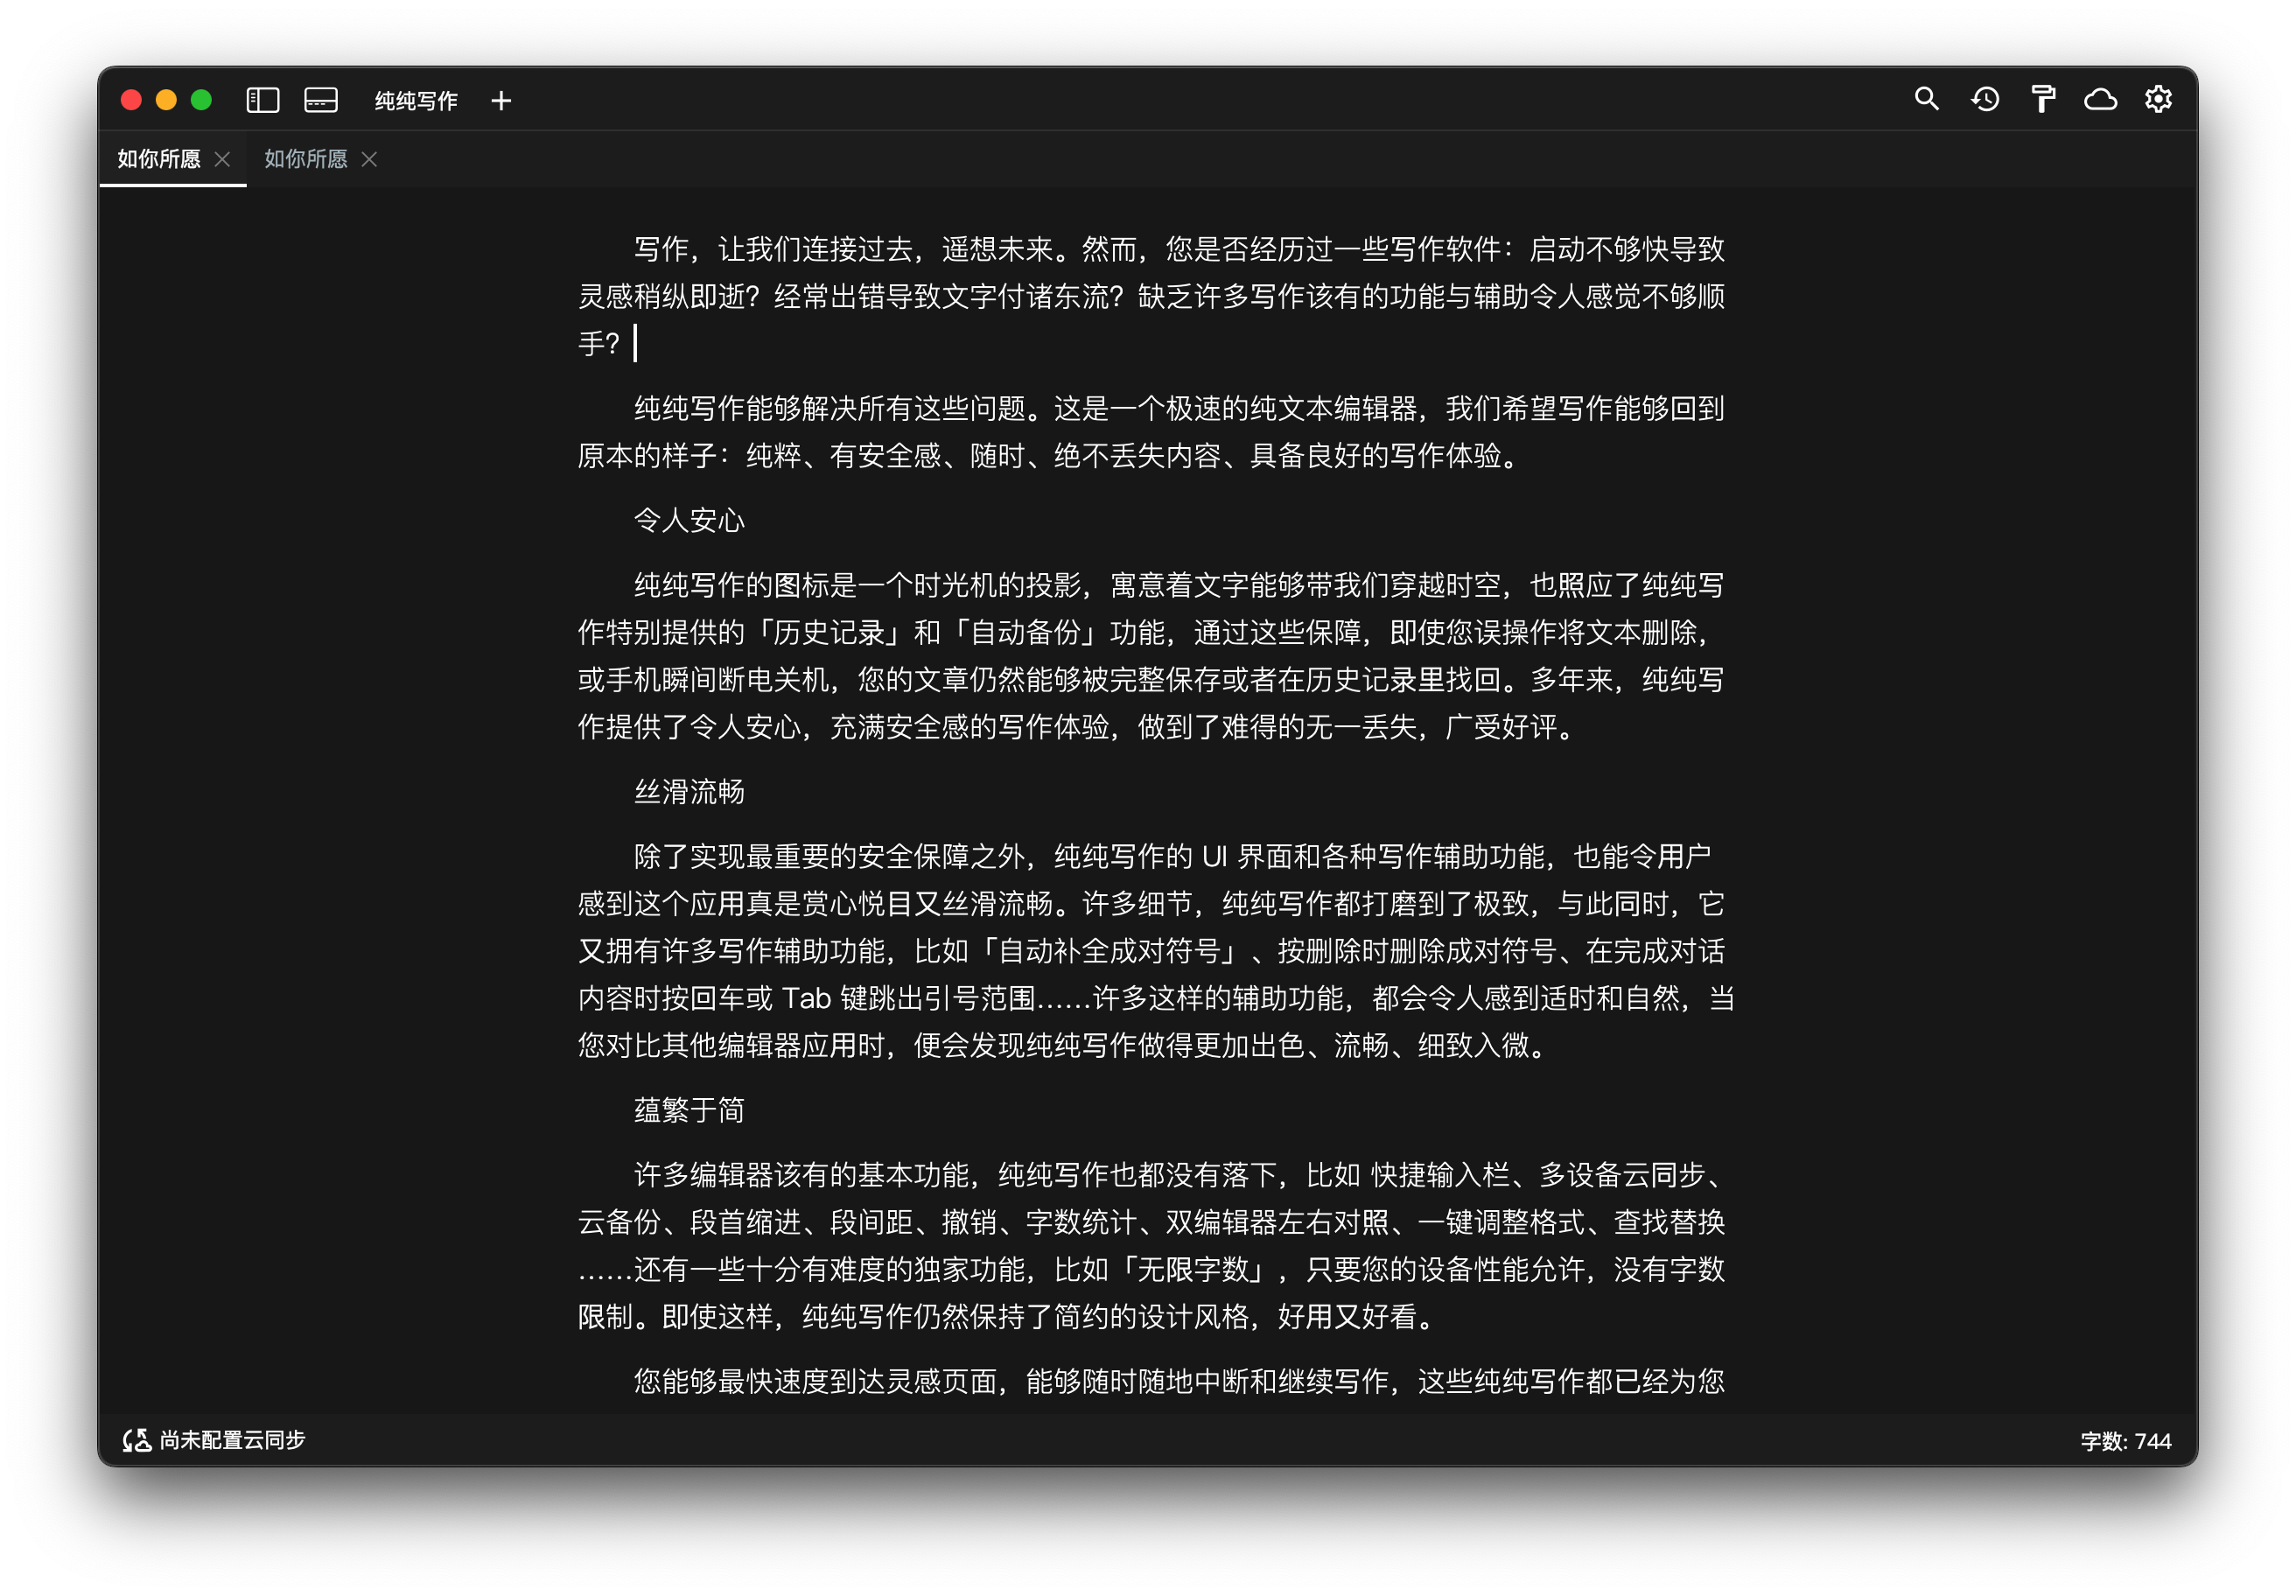 纯纯写作
如你所愿
如你所愿
写作，让我们连接过去，遥想未来。然而，您是否经历过一些写作软件：启动不够快导致
灵感稍纵即逝？经常出错导致文字付诸东流？缺乏许多写作该有的功能与辅助令人感觉不够顺
手？
纯纯写作能够解决所有这些问题。这是一个极速的纯文本编辑器，我们希望写作能够回到
原本的样子：纯粹、有安全感、随时、绝不丢失内容、具备良好的写作体验。
令人安心
纯纯写作的图标是一个时光机的投影，寓意着文字能够带我们穿越时空，也照应了纯纯写
作特别提供的「历史记录」和「自动备份」功能，通过这些保障，即使您误操作将文本删除，
或手机瞬间断电关机，您的文章仍然能够被完整保存或者在历史记录里找回。多年来，纯纯写
作提供了令人安心，充满安全感的写作体验，做到了难得的无一丢失，广受好评。
丝滑流畅
除了实现最重要的安全保障之外，纯纯写作的 UI 界面和各种写作辅助功能，也能令用户
感到这个应用真是赏心悦目又丝滑流畅。许多细节，纯纯写作都打磨到了极致，与此同时，它
又拥有许多写作辅助功能，比如「自动补全成对符号」、按删除时删除成对符号、在完成对话
内容时按回车或 Tab 键跳出引号范围……许多这样的辅助功能，都会令人感到适时和自然，当
您对比其他编辑器应用时，便会发现纯纯写作做得更加出色、流畅、细致入微。
蕴繁于简
许多编辑器该有的基本功能，纯纯写作也都没有落下，比如 快捷输入栏、多设备云同步、
云备份、段首缩进、段间距、撤销、字数统计、双编辑器左右对照、一键调整格式、查找替换
……还有一些十分有难度的独家功能，比如「无限字数」，只要您的设备性能允许，没有字数
限制。即使这样，纯纯写作仍然保持了简约的设计风格，好用又好看。
您能够最快速度到达灵感页面，能够随时随地中断和继续写作，这些纯纯写作都已经为您
尚未配置云同步
字数: 744